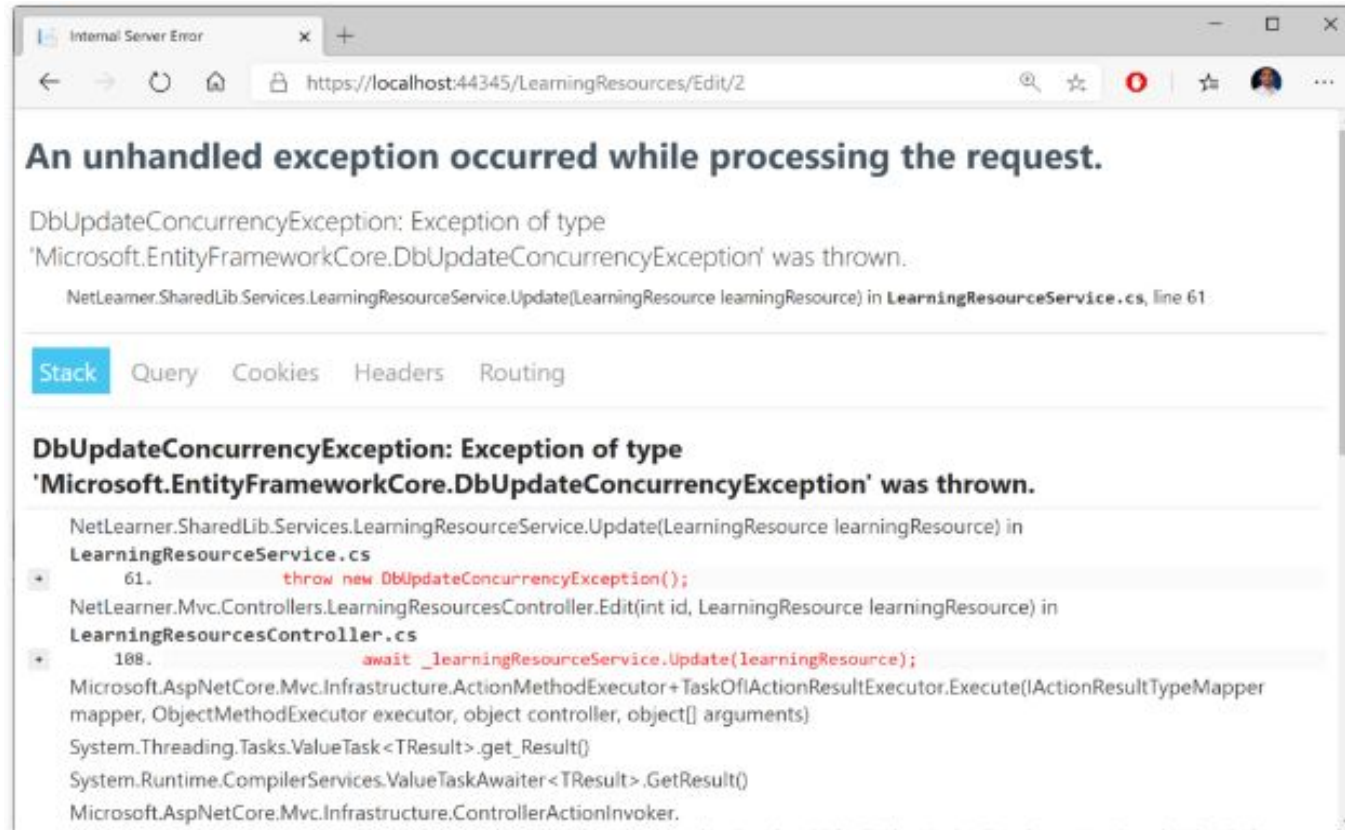 Internal Server Error
https://localhost:44345/LearningResources/Edit/2
An unhandled exception occurred while processing the request.
DbUpdateConcurrencyException: Exception of type
'Microsoft.EntityFrameworkCore.DbUpdateConcurrencyException' was thrown.
NetLearner.SharedLib.Services.LearningResourceService.Update(LearningResource learningResource) in LearningResourceService.cs, line 61
Stack Query Cookies Headers Routing
DbUpdateConcurrencyException: Exception of type
'Microsoft.EntityFrameworkCore.DbUpdateConcurrencyException' was thrown.
NetLearner.SharedLib.Services.LearningResourceService.Update(LearningResource learningResource) in
LearningResourceService.cs
+ 61. throw new DbUpdateConcurrencyException();
NetLearner.Mvc.Controllers.LearningResourcesController.Edit(int id, LearningResource learningResource) in
LearningResourcesController.cs
+ 108. await _learningResourceService.Update(learningResource);
Microsoft.AspNetCore.Mvc.Infrastructure.ActionMethodExecutor+TaskOfIActionResultExecutor.Execute(IActionResultTypeMapper
mapper, ObjectMethodExecutor executor, object controller, object[] arguments)
System.Threading.Tasks.ValueTask<TResult>.get_Result()
System.Runtime.CompilerServices.ValueTaskAwaiter<TResult>.GetResult()
Microsoft.AspNetCore.Mvc.Infrastructure.ControllerActionInvoker.